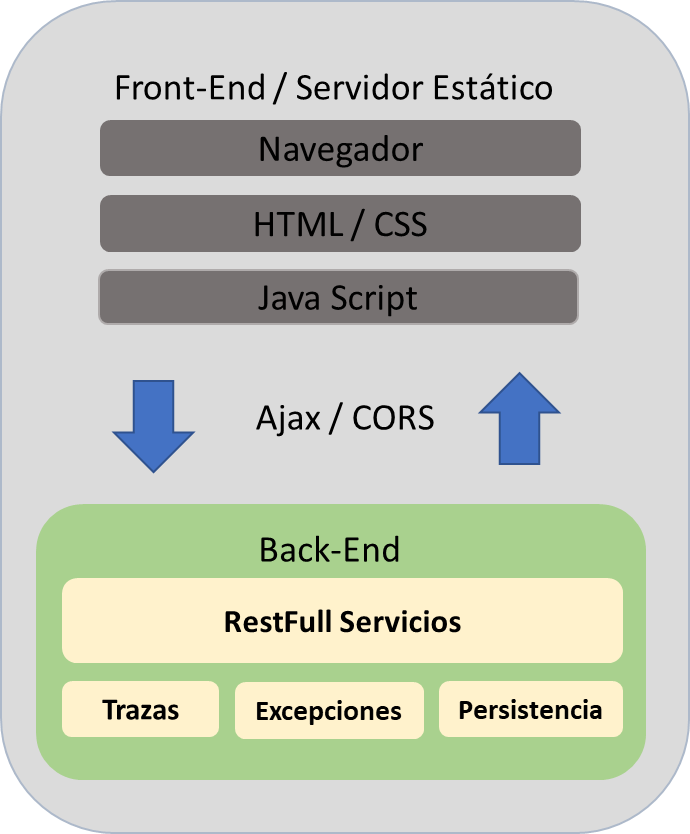 Front-End / Servidor Estático
Navegador
HTML / CSS
Java Script
Ajax / CORS
Back-End
RestFull Servicios
Trazas
Excepciones
Persistencia